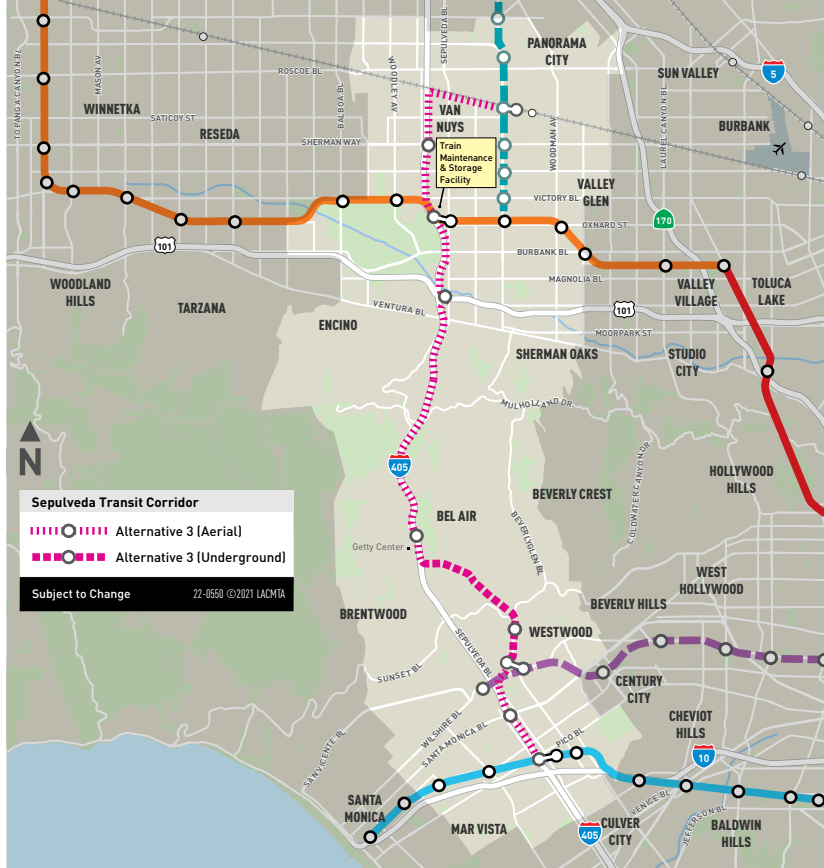 SEPULVEDA BL
PANORAMA
CITY
SUN VALLEY
5
TOPANGA CANYON BL
MASON AV
ROSCOE BL
WOODLEY AV
BALBOA BL
WINNETKA
SATICOY ST
RESEDA
SHERMAN WAY
VAN
NUYS
WOODMAN AV
LAUREL CANYON BL
BURBANK
Train
Maintenance
& Storage
Facility
VALLEY
GLEN
VICTORY BL
OXNARD ST
170
101
BURBANK BL
MAGNOLIA BL
WOODLAND
HILLS
TARZANA
VENTURA BL
ENCINO
VALLEY
VILLAGE
TOLUCA
LAKE
101
MOORPARK ST
SHERMAN OAKS
STUDIO
CITY
MULHOLLAND DR
N
405
COLDWATER CANYON DR
HOLLYWOOD
HILLS
BEVERLY CREST
BEL AIR
BEVERLY GLEN BL
Getty Center
Sepulveda Transit Corridor
Alternative 3 (Aerial)
Alternative 3 (Underground)
Subject to Change
22-0550 ©2021 LACMTA
WEST
HOLLYWOOD
BEVERLY HILLS
BRENTWOOD
WESTWOOD
SEPULVEDA BL
SUNSET BL
CENTURY
CITY
WILSHIRE BL
SANTA MONICA BL
PICO BL
CHEVIOT
HILLS
SAN VICENTE BL
10
SANTA
MONICA
VENICE BL
JEFFERSON BL
MAR VISTA
405
CULVER
CITY
BALDWIN
HILLS